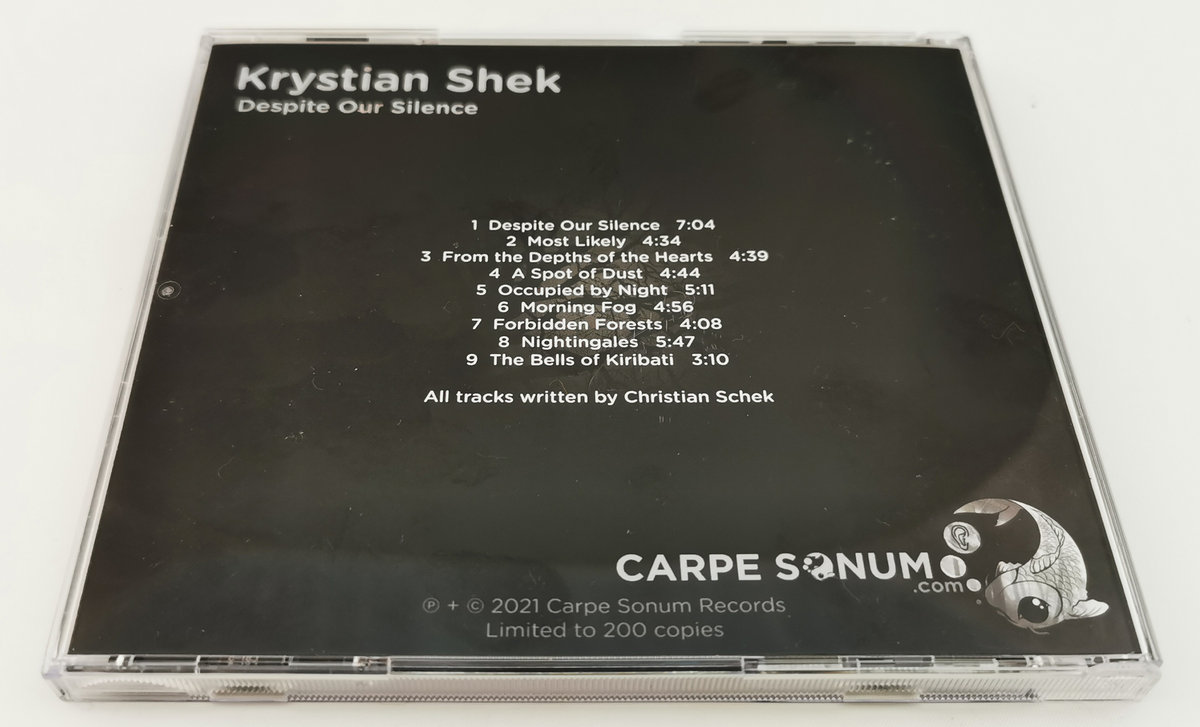 Krystian Shek
Despite Our Silence
1 Despite Our Silence 7:04
2 Most Likely 4:34
3 From the Depths of the Hearts 4:39
4 A Spot of Dust 4:44
5 Occupied by Night 5:11
6 Morning Fog 4:56
7 Forbidden Forests 4:08
8 Nightingales 5:47
9 The Bells of Kiribati 3:10
All tracks written by Christian Schek
CARPE SONUM
.com
℗ + © 2021 Carpe Sonum Records
Limited to 200 copies